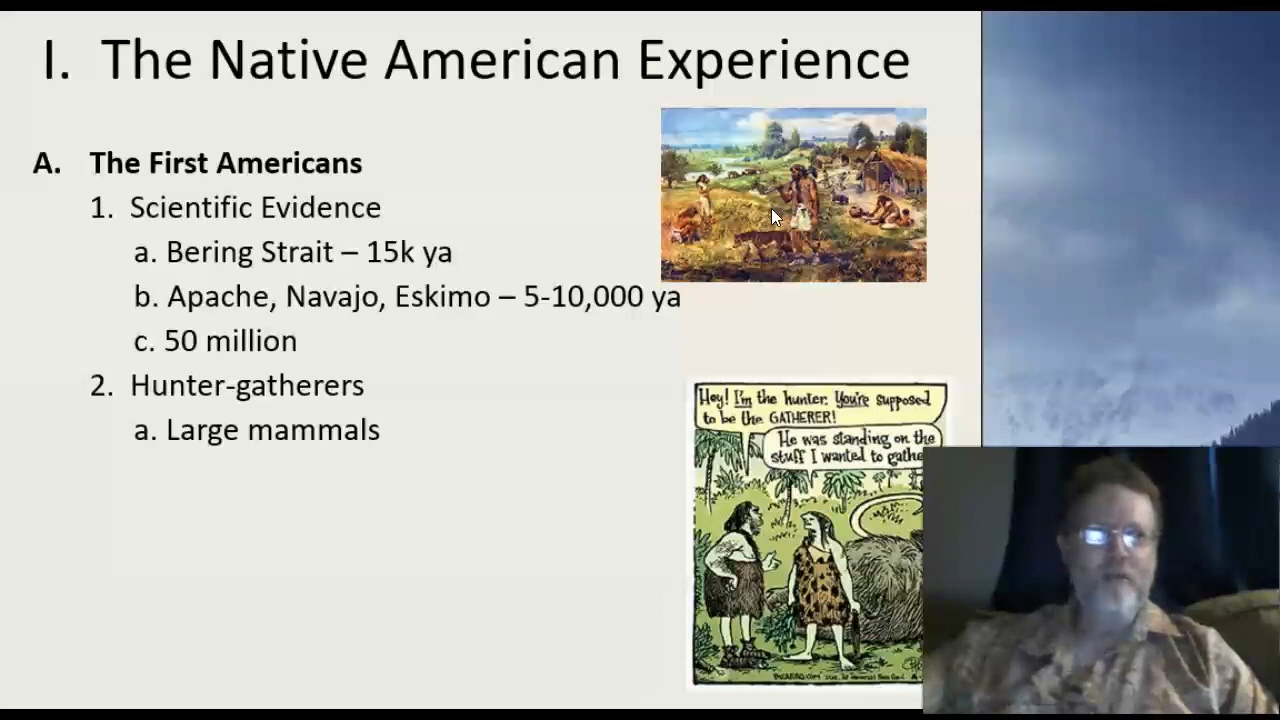 I. The Native American Experience
A. The First Americans
1. Scientific Evidence
a. Bering Strait – 15k ya
b. Apache, Navajo, Eskimo – 5-10,000 ya
c. 50 million
2. Hunter-gatherers
a. Large mammals
Hey! I'm the hunter. You're supposed
to be the GATHERER!
He was standing on the
stuff I wanted to gathe